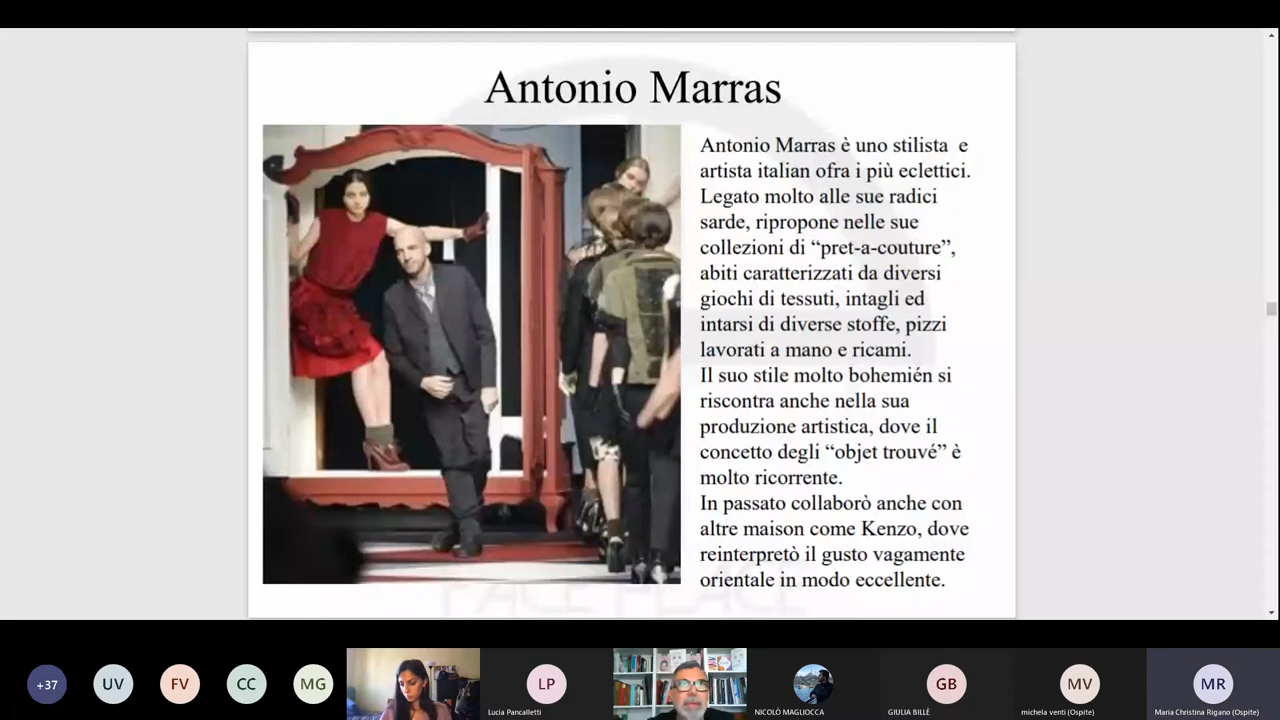 Antonio Marras
Antonio Marras è uno stilista e
artista italian ofra i più eclettici.
Legato molto alle sue radici
sarde, ripropone nelle sue
collezioni di “pret-a-couture”,
abiti caratterizzati da diversi
giochi di tessuti, intagli ed
intarsi di diverse stoffe, pizzi
lavorati a mano e ricami.
Il suo stile molto bohemién si
riscontra anche nella sua
produzione artistica, dove il
concetto degli “objet trouvé” è
molto ricorrente.
In passato collaborò anche con
altre maison come Kenzo, dove
reinterpretò il gusto vagamente
orientale in modo eccellente.
FACE PLACE
+37
UV
FV
CC
MG
LP
Lucia Pancalletti
NICOLÒ MAGLIOCCA
GB
GIULIA BILLÈ
MV
michela venti (Ospite)
MR
Maria Christina Rigano (Ospite)